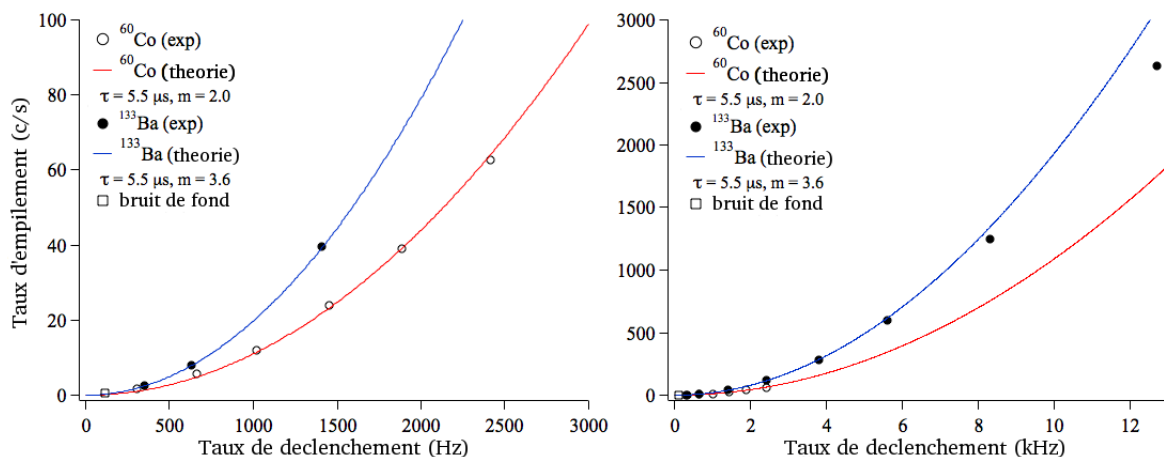 Taux d'empilement (c/s)
100
80
60
40
20
0
60Co (exp)
60Co (theorie)
τ = 5.5 μs, m = 2.0
133Ba (exp)
133Ba (theorie)
τ = 5.5 μs, m = 3.6
bruit de fond
0 500 1000 1500 2000 2500 3000
Taux de declenchement (Hz)
3000
2500
2000
1500
1000
500
0
60Co (exp)
60Co (theorie)
τ = 5.5 μs, m = 2.0
133Ba (exp)
133Ba (theorie)
τ = 5.5 μs, m = 3.6
bruit de fond
0 2 4 6 8 10 12
Taux de declenchement (kHz)